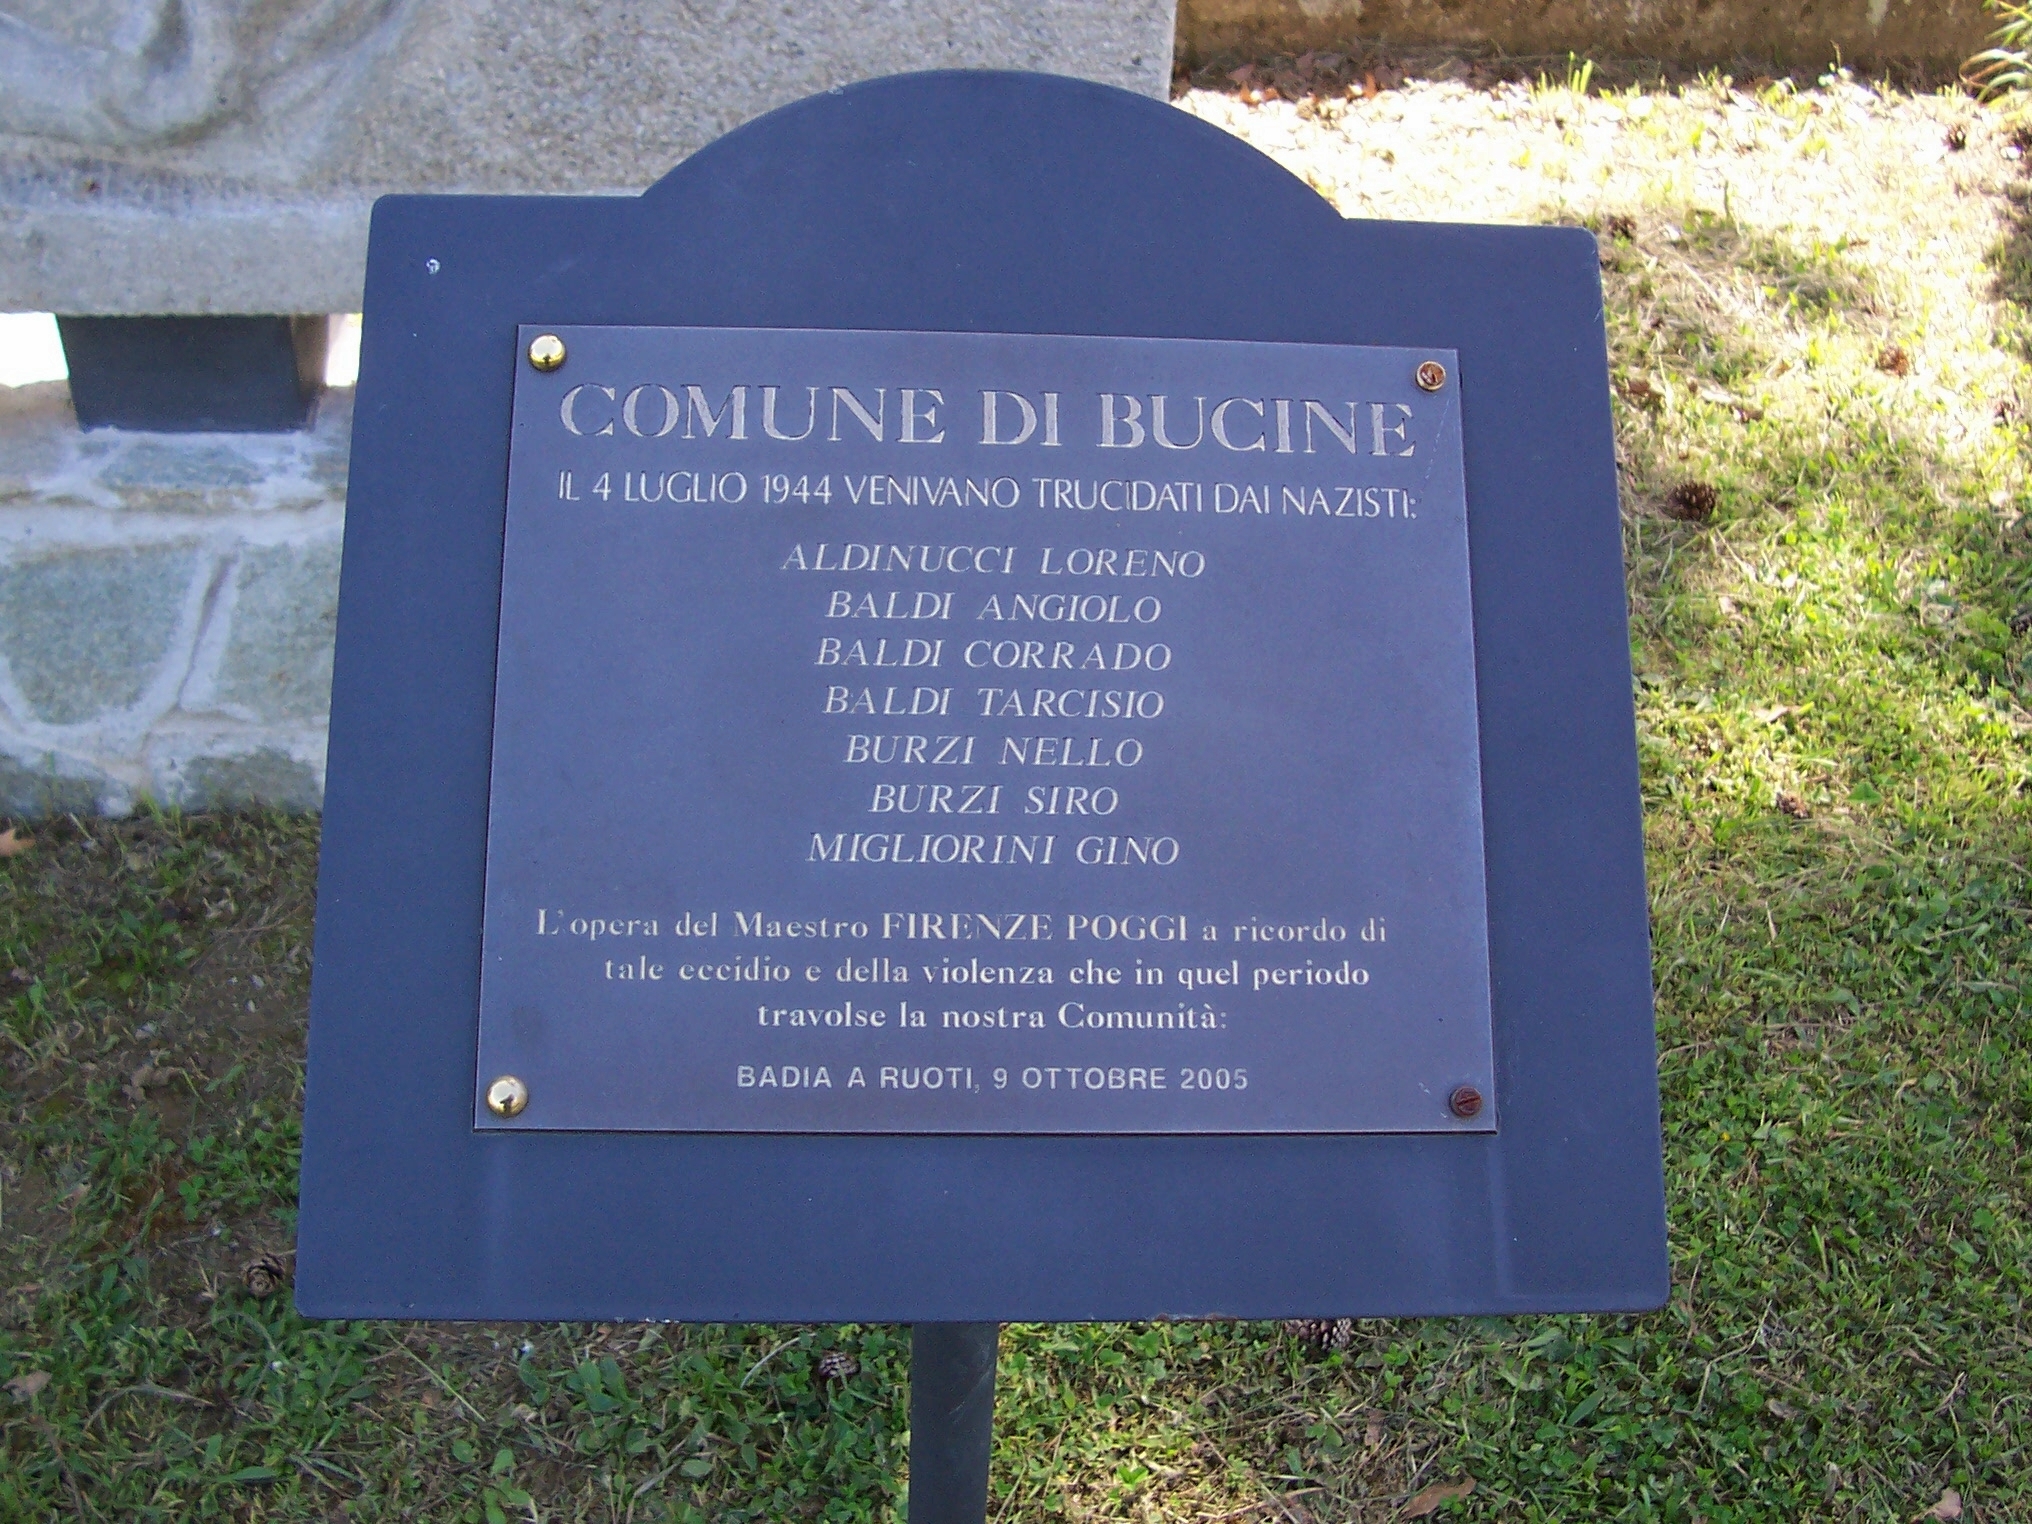 COMUNE DI BUCINE
IL 4 LUGLIO 1944 VENIVANO TRUCIDATI DAI NAZISTI:
ALDINUCCI LORENO
BALDI ANGIOLO
BALDI CORRADO
BALDI TARCISIO
BURZI NELLO
BURZI SIRO
MIGLIORINI GINO
L'opera del Maestro FIRENZE POGGI a ricordo di
tale eccidio e della violenza che in quel periodo
travolse la nostra Comunità:
BADIA A RUOTI, 9 OTTOBRE 2005